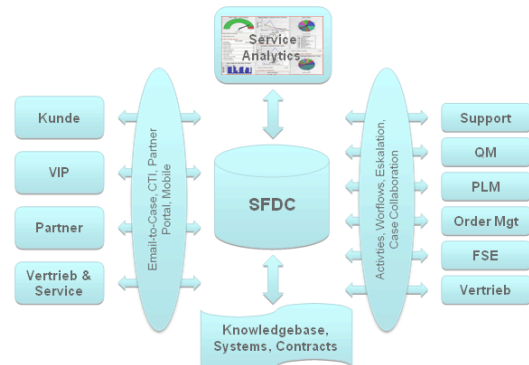 Service
Analytics
Kunde
VIP
Partner
Vertrieb &
Service
Email-to-Case, CTI, Partner
Portal, Mobile
SFDC
Activties, Worflows, Eskalation,
Case Collaboration
Support
QM
PLM
Order Mgt
FSE
Vertrieb
Knowledgebase,
Systems, Contracts